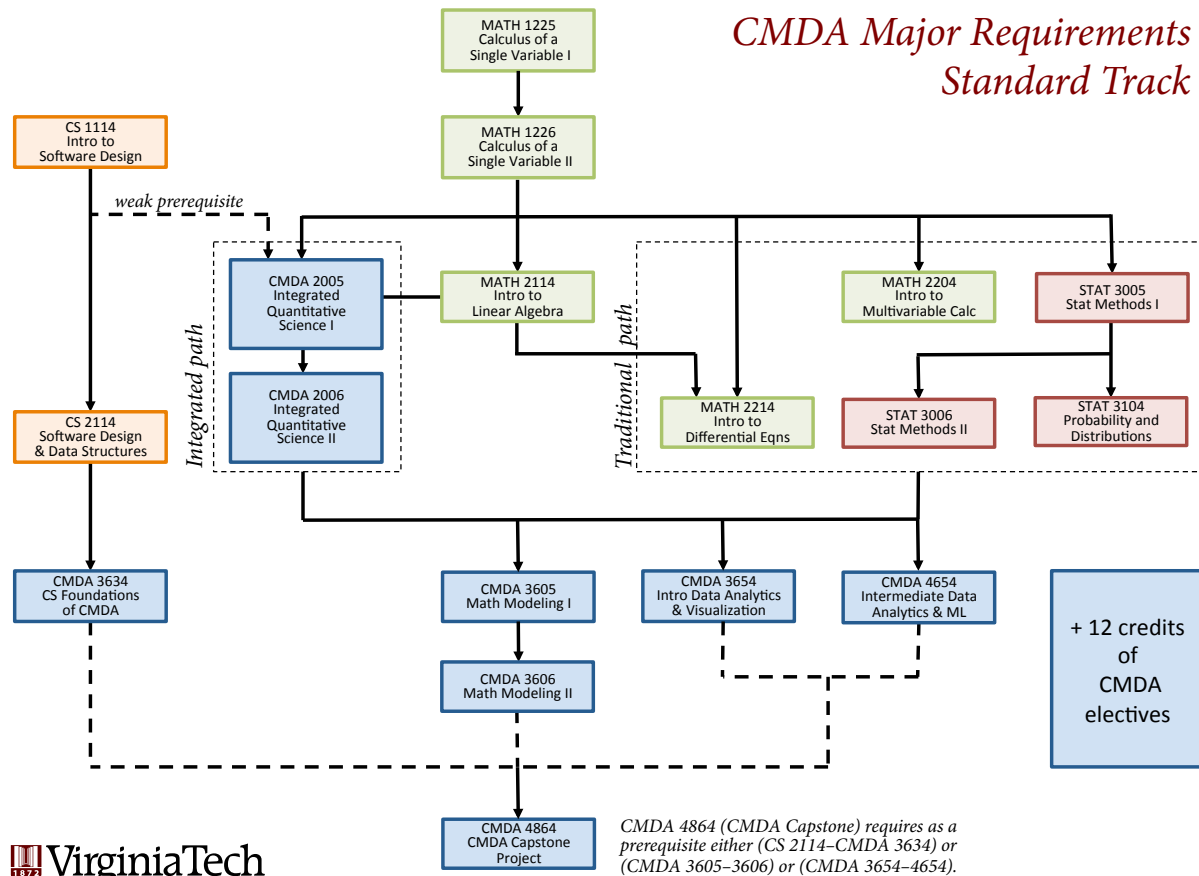 CMDA Major Requirements
Standard Track
MATH 1225
Calculus of a
Single Variable I
CS 1114
Intro to
Software Design
MATH 1226
Calculus of a
Single Variable II
weak prerequisite
Integrated path
CMDA 2005
Integrated
Quantitative
Science I
MATH 2114
Intro to
Linear Algebra
Traditional path
MATH 2204
Intro to
Multivariable Calc
STAT 3005
Stat Methods I
CS 2114
Software Design
& Data Structures
CMDA 2006
Integrated
Quantitative
Science II
MATH 2214
Intro to
Differential Eqns
STAT 3006
Stat Methods II
STAT 3104
Probability and
Distributions
CMDA 3634
CS Foundations
of CMDA
CMDA 3605
Math Modeling I
CMDA 3654
Intro Data Analytics
& Visualization
CMDA 4654
Intermediate Data
Analytics & ML
+ 12 credits
of
CMDA
electives
CMDA 3606
Math Modeling II
CMDA 4864
CMDA Capstone
Project
CMDA 4864 (CMDA Capstone) requires as a
prerequisite either (CS 2114–CMDA 3634) or
(CMDA 3605–3606) or (CMDA 3654–4654).
1872
VirginiaTech